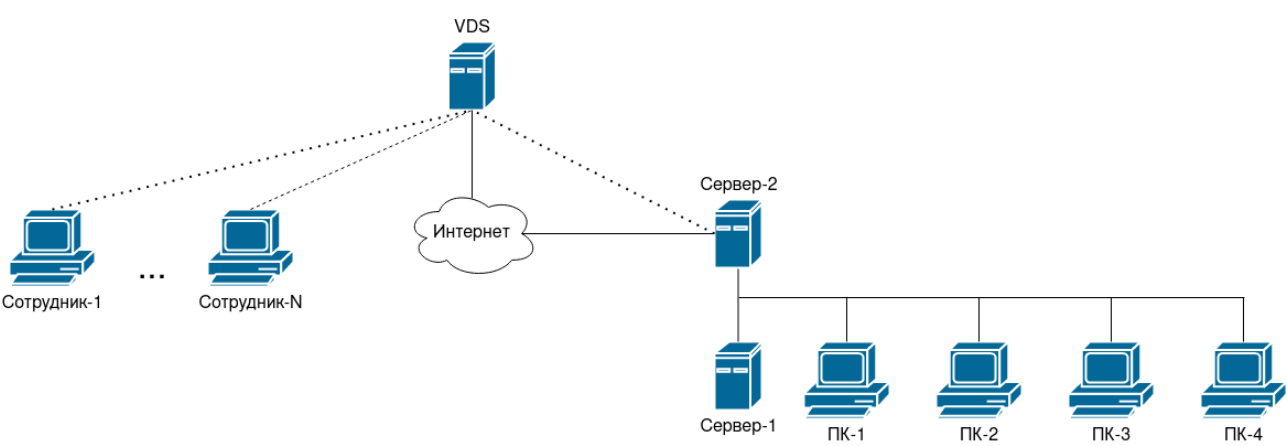 VDS
Сервер-2
Интернет
...
Сотрудник-1
Сотрудник-N
Сервер-1
ПК-1
ПК-2
ПК-3
ПК-4